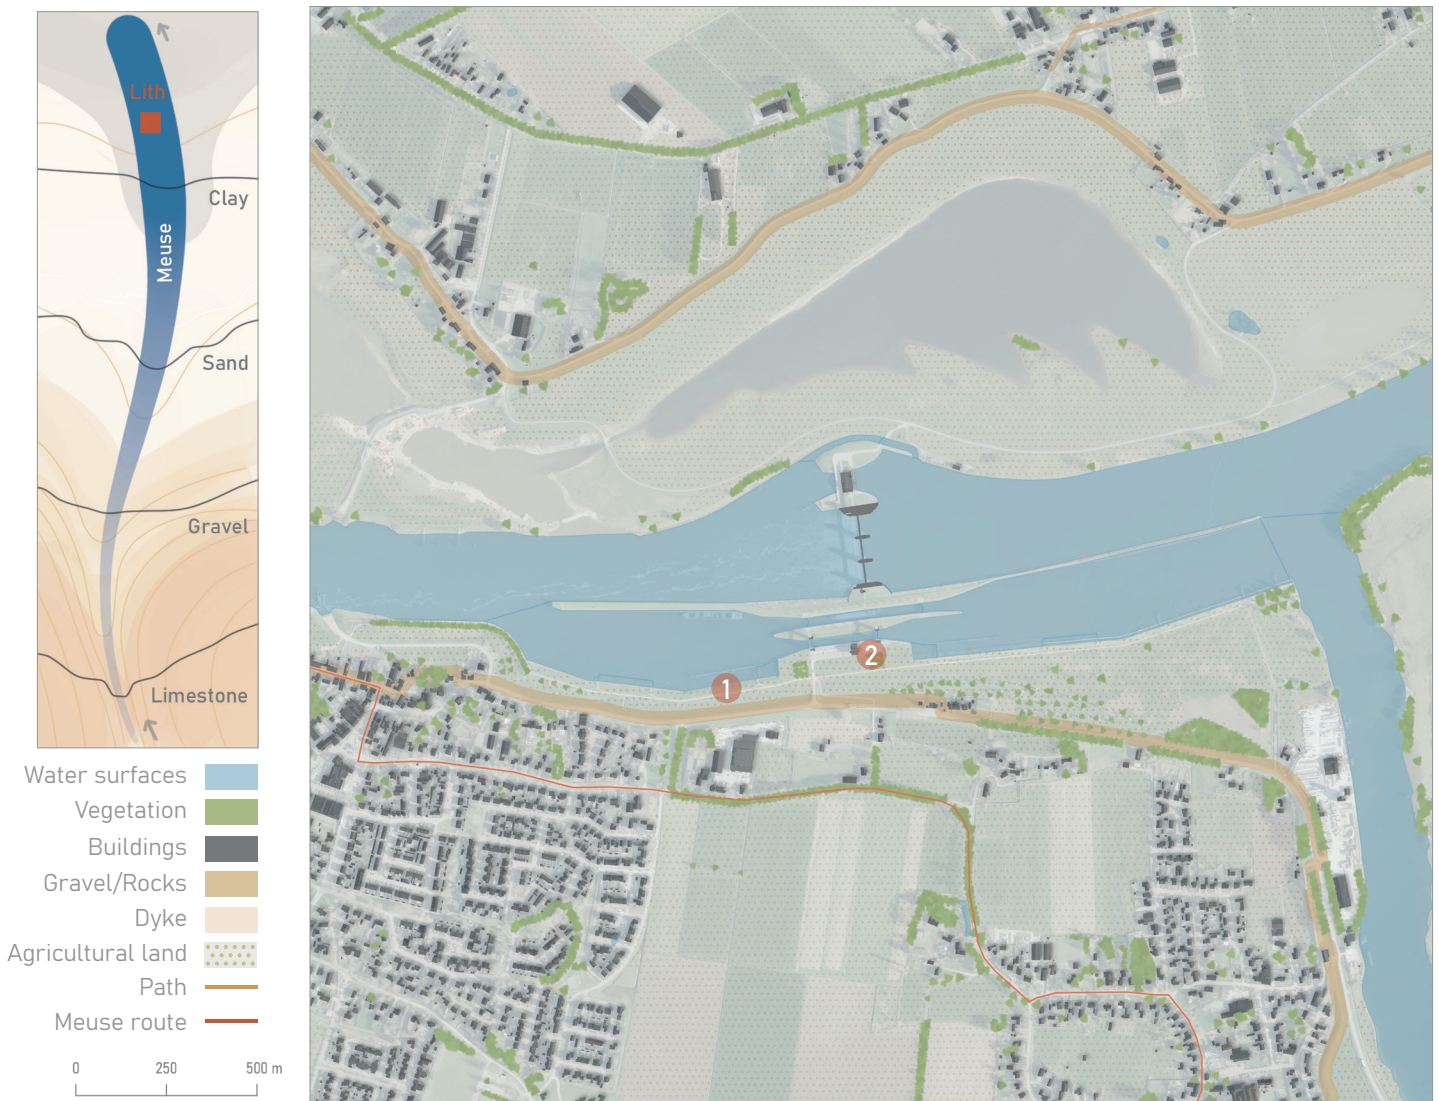 Lith
Clay
Meuse
Sand
Gravel
Limestone
Water surfaces
Vegetation
Buildings
Gravel/Rocks
Dyke
Agricultural land
Path
Meuse route
0 250 500 m
1
2